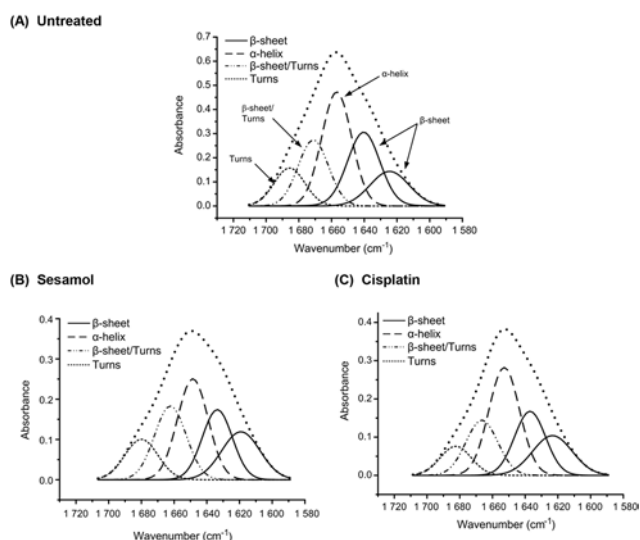 (A) Untreated
β-sheet
α-helix
β-sheet/Turns
Turns
0.7
0.6
0.5
0.4
0.3
0.2
0.1
0.0
Absorbance
α-helix
β-sheet/
Turns
β-sheet
Turns
1 720 1 700 1 680 1 660 1 640 1 620 1 600 1 580
Wavenumber (cm⁻¹)
(B) Sesamol
β-sheet
α-helix
β-sheet/Turns
Turns
0.4
0.3
0.2
0.1
0.0
Absorbance
1 720 1 700 1 680 1 660 1 640 1 620 1 600 1 580
Wavenumber (cm⁻¹)
(C) Cisplatin
β-sheet
α-helix
β-sheet/Turns
Turns
0.4
0.3
0.2
0.1
0.0
Absorbance
1 720 1 700 1 680 1 660 1 640 1 620 1 600 1 580
Wavenumber (cm⁻¹)